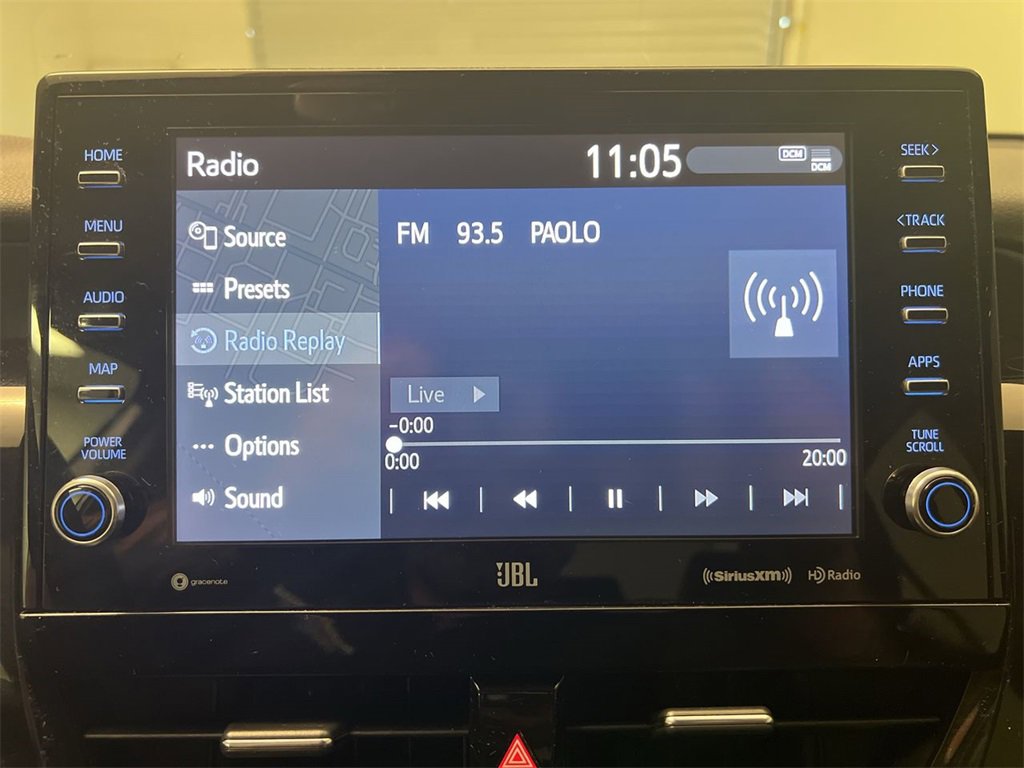 HOME
MENU
AUDIO
MAP
POWER
VOLUME
Radio
11:05
DCM
DCM
Source
Presets
Radio Replay
Station List
Options
Sound
FM 93.5 PAOLO
Live
-0:00
0:00 20:00
SEEK>
<TRACK
PHONE
APPS
TUNE
SCROLL
gracenote
JBL
SiriusXM
HD Radio